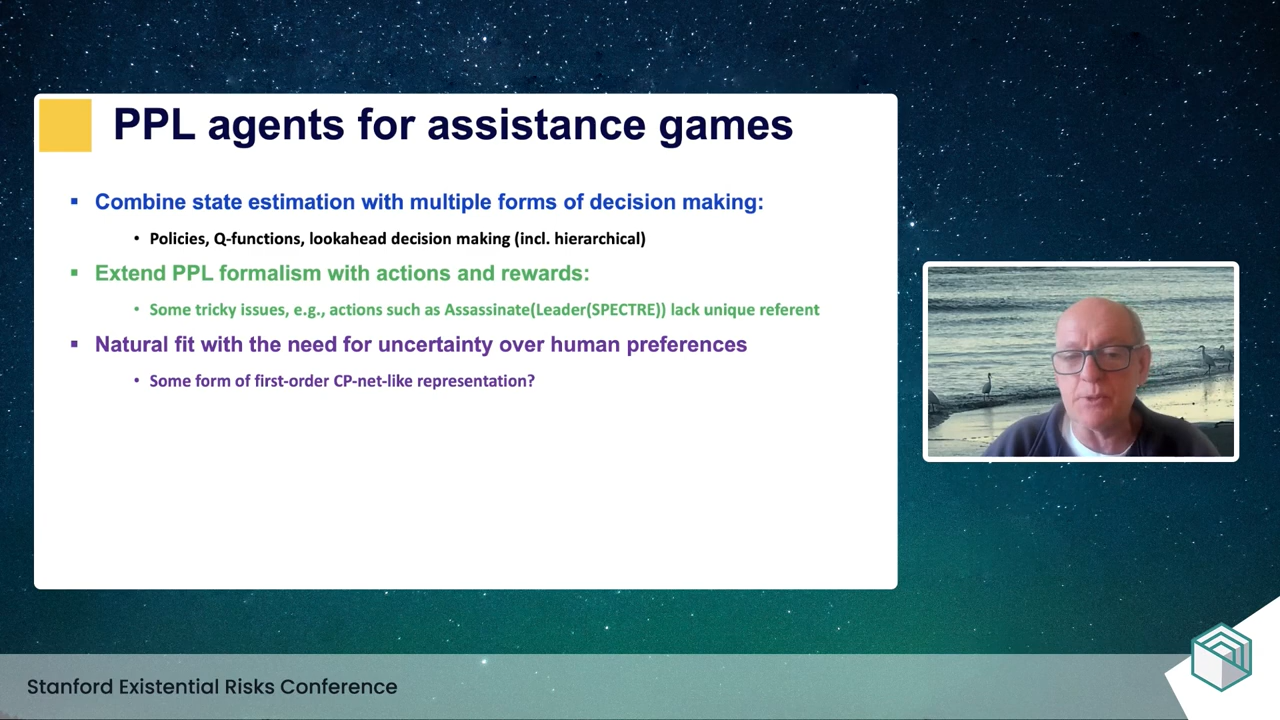 PPL agents for assistance games
▪ Combine state estimation with multiple forms of decision making:
• Policies, Q-functions, lookahead decision making (incl. hierarchical)
▪ Extend PPL formalism with actions and rewards:
• Some tricky issues, e.g., actions such as Assassinate(Leader(SPECTRE)) lack unique referent
▪ Natural fit with the need for uncertainty over human preferences
• Some form of first-order CP-net-like representation?
Stanford Existential Risks Conference